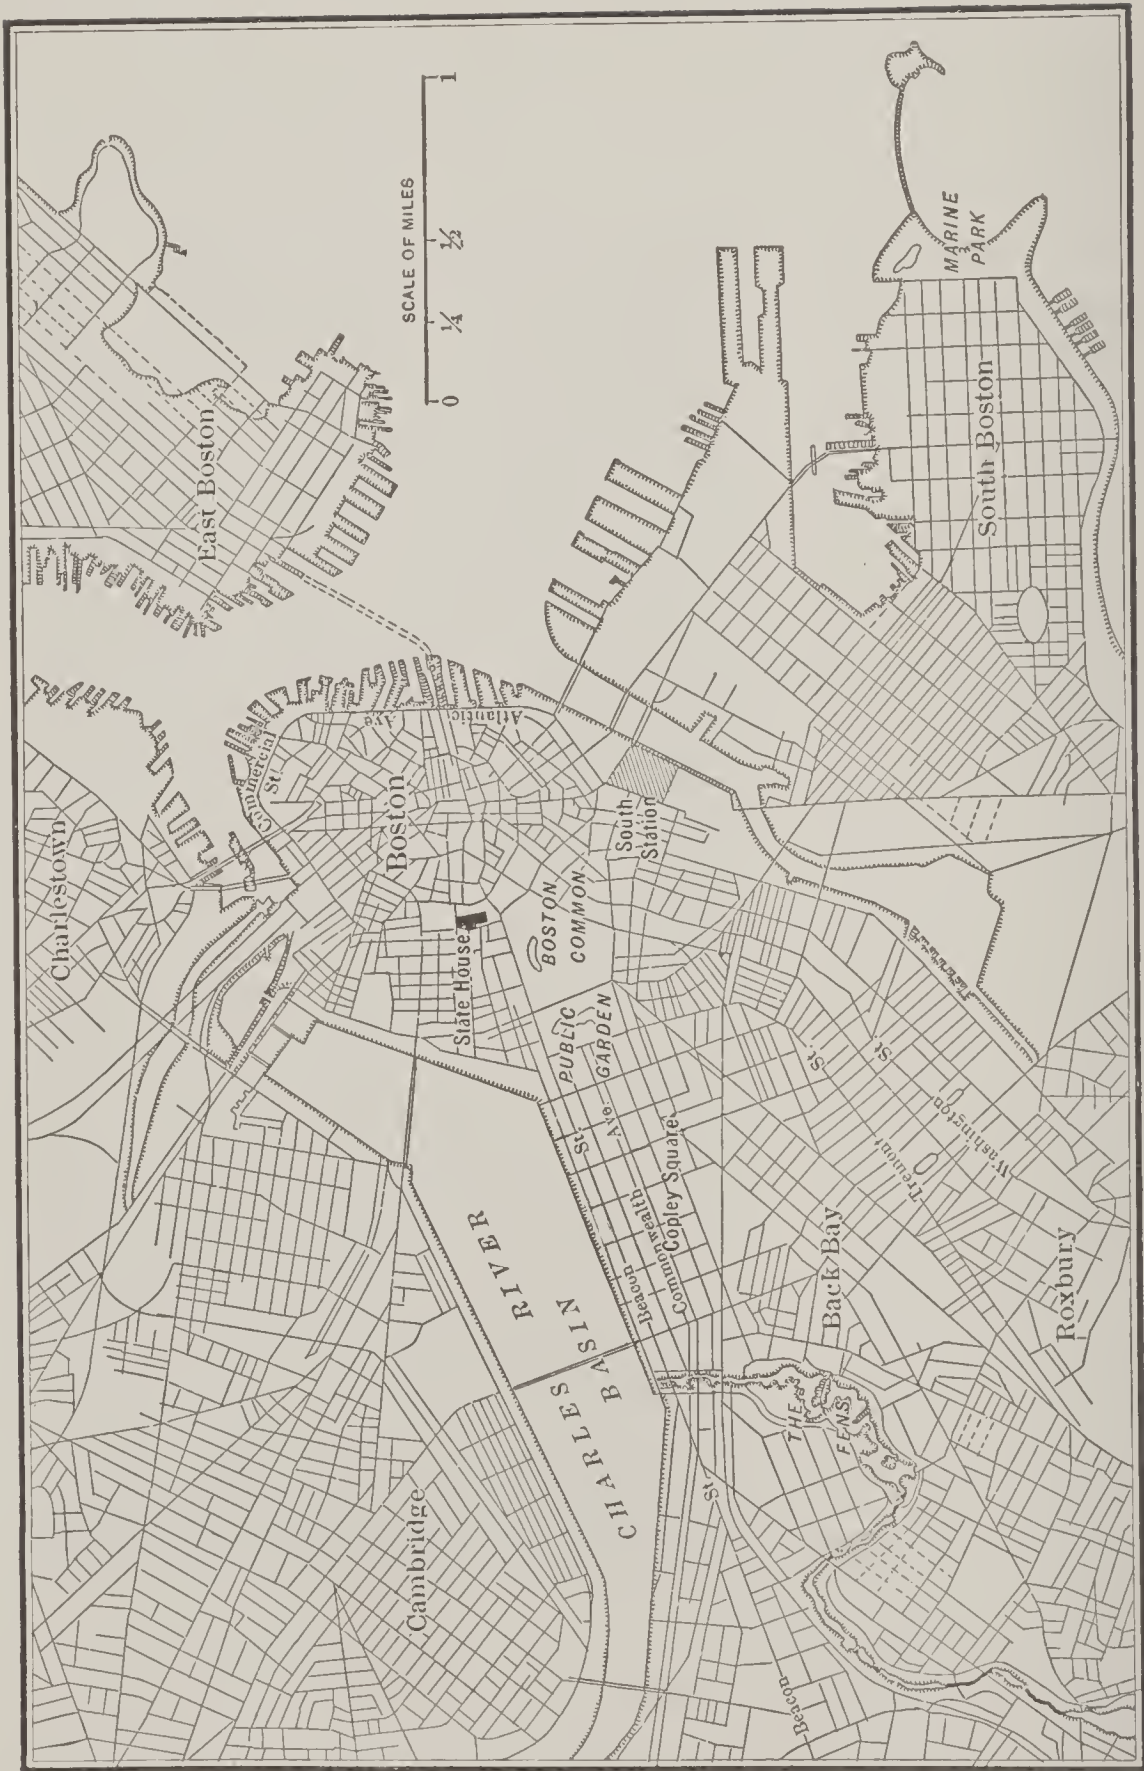 Charlestown
East Boston
SCALE OF MILES
0 1/4 1/2 1
Commercial
St.
Atlantic
Ave
Boston
State House
BOSTON
COMMON
South
Station
PUBLIC
GARDEN
MARINE
PARK
South Boston
Cambridge
CHARLES RIVER
BASIN
Beacon St.
Commonwealth Ave.
Copley Square
Back Bay
Tremont St.
Washington St.
THE
FENS
Roxbury
Beacon St